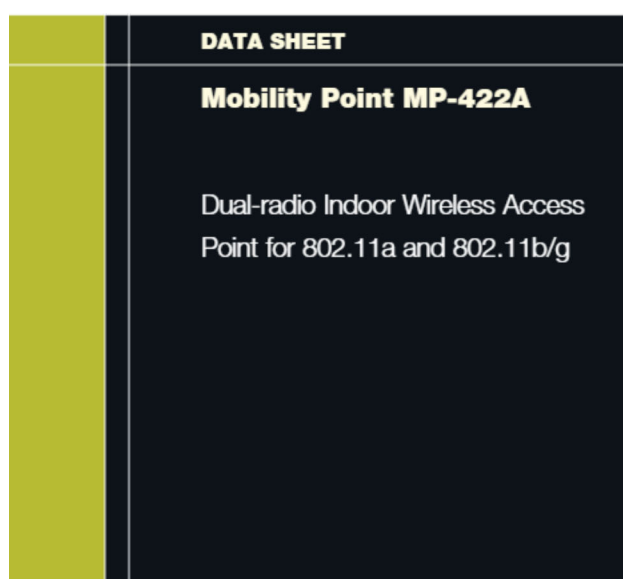 DATA SHEET
Mobility Point MP-422A
Dual-radio Indoor Wireless Access
Point for 802.11a and 802.11b/g